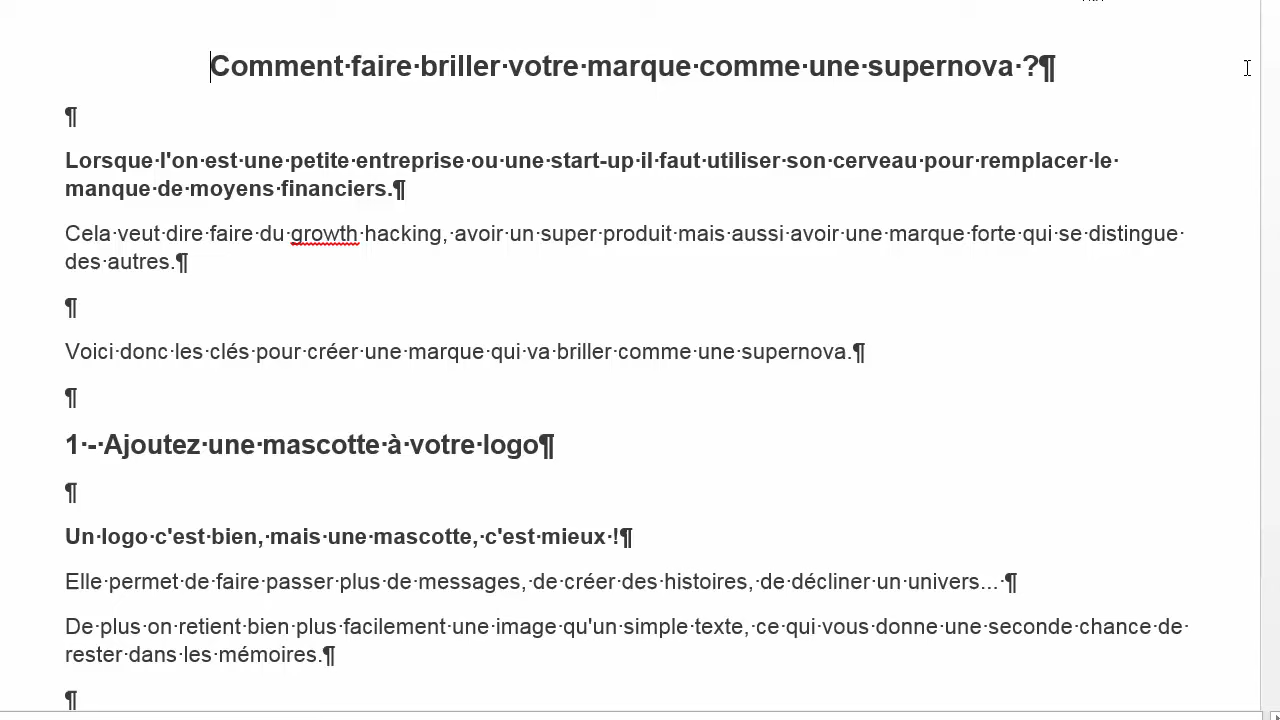 Comment·faire·briller·votre·marque·comme·une·supernova·?¶
¶
Lorsque·l'on·est·une·petite·entreprise·ou·une·start-up·il·faut·utiliser·son·cerveau·pour·remplacer·le·
manque·de·moyens·financiers.¶
Cela·veut·dire·faire·du·growth·hacking,·avoir·un·super·produit·mais·aussi·avoir·une·marque·forte·qui·se·distingue·
des·autres.¶
¶
Voici·donc·les·clés·pour·créer·une·marque·qui·va·briller·comme·une·supernova.¶
¶
1·-·Ajoutez·une·mascotte·à·votre·logo¶
¶
Un·logo·c'est·bien,·mais·une·mascotte,·c'est·mieux·!¶
Elle·permet·de·faire·passer·plus·de·messages,·de·créer·des·histoires,·de·décliner·un·univers...·¶
De·plus·on·retient·bien·plus·facilement·une·image·qu'un·simple·texte,·ce·qui·vous·donne·une·seconde·chance·de·
rester·dans·les·mémoires.¶
¶